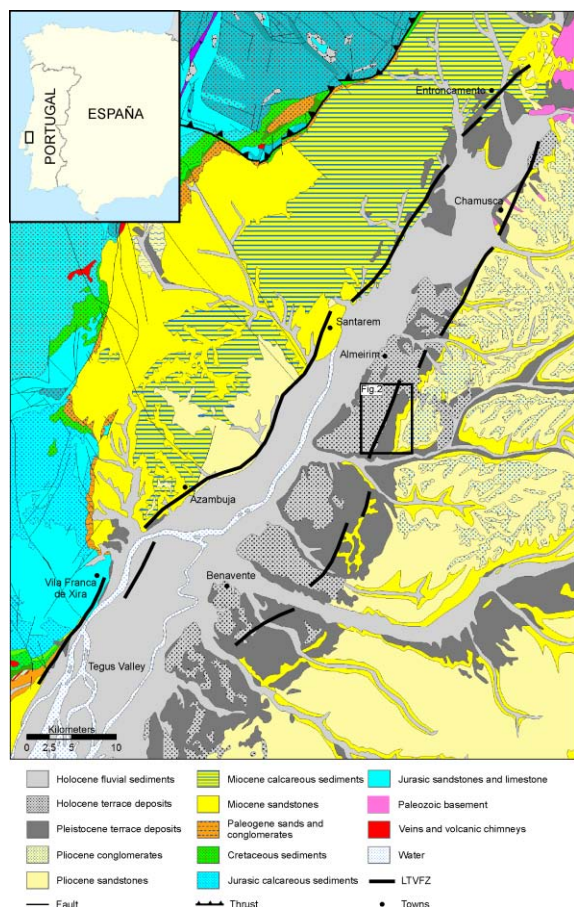 PORTUGAL
ESPAÑA
Entroncamento
Chamusca
Santarem
Almeirim
Fig.2
Azambuja
Vila Franca
de Xira
Benavente
Tegus Valley
Kilometers
0 2,5 5 10
Holocene fluvial sediments
Holocene terrace deposits
Pleistocene terrace deposits
Pliocene conglomerates
Pliocene sandstones
Fault
Miocene calcareous sediments
Miocene sandstones
Paleogene sands and
conglomerates
Cretaceous sediments
Jurasic calcareous sediments
Thrust
Jurasic sandstones and limestone
Paleozoic basement
Veins and volcanic chimneys
Water
LTVFZ
Towns